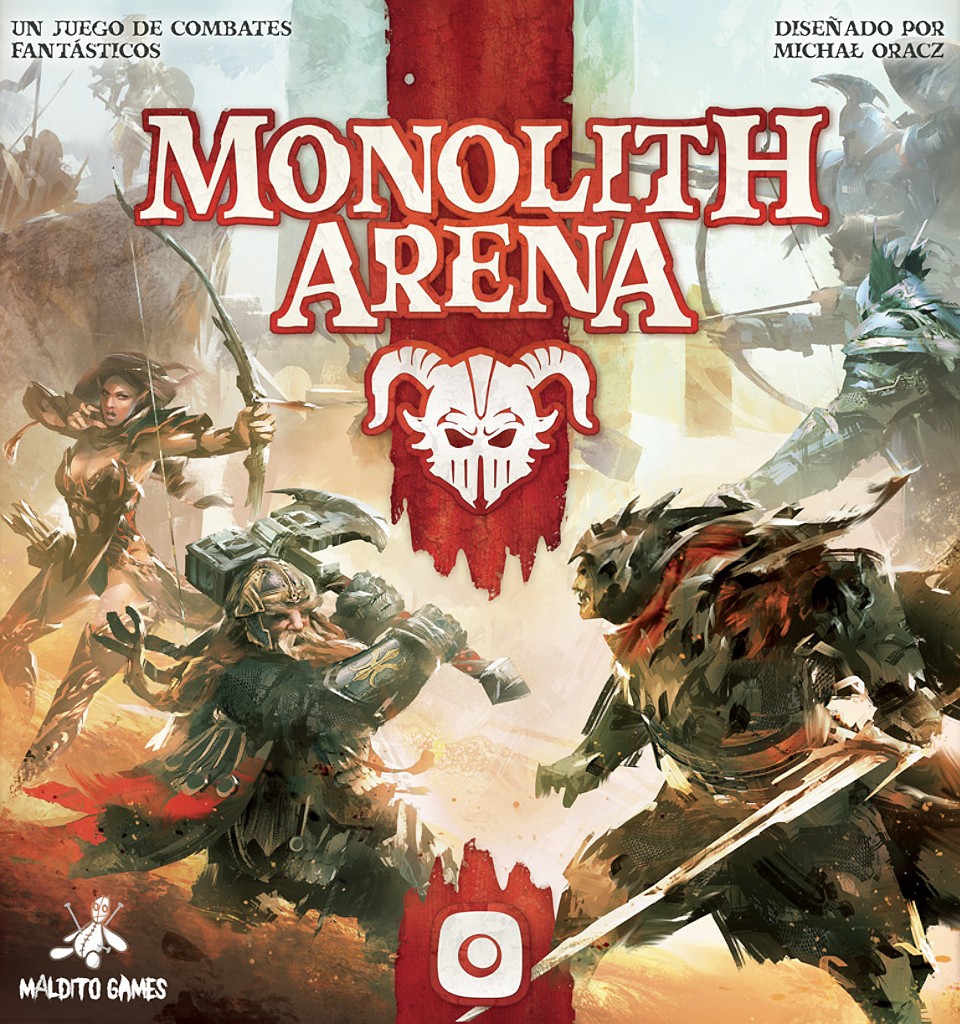 UN JUEGO DE COMBATES
FANTÁSTICOS
DISEÑADO POR
MICHAŁ ORACZ
MONOLITH
ARENA
MALDITO GAMES